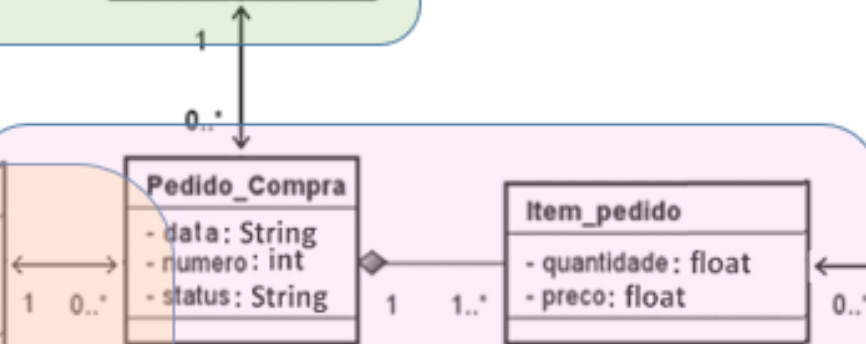 1
0..*
Pedido_Compra
- data: String
- numero: int
- status: String
Item_pedido
- quantidade: float
- preco: float
1 0..*
1 1..*
0..*